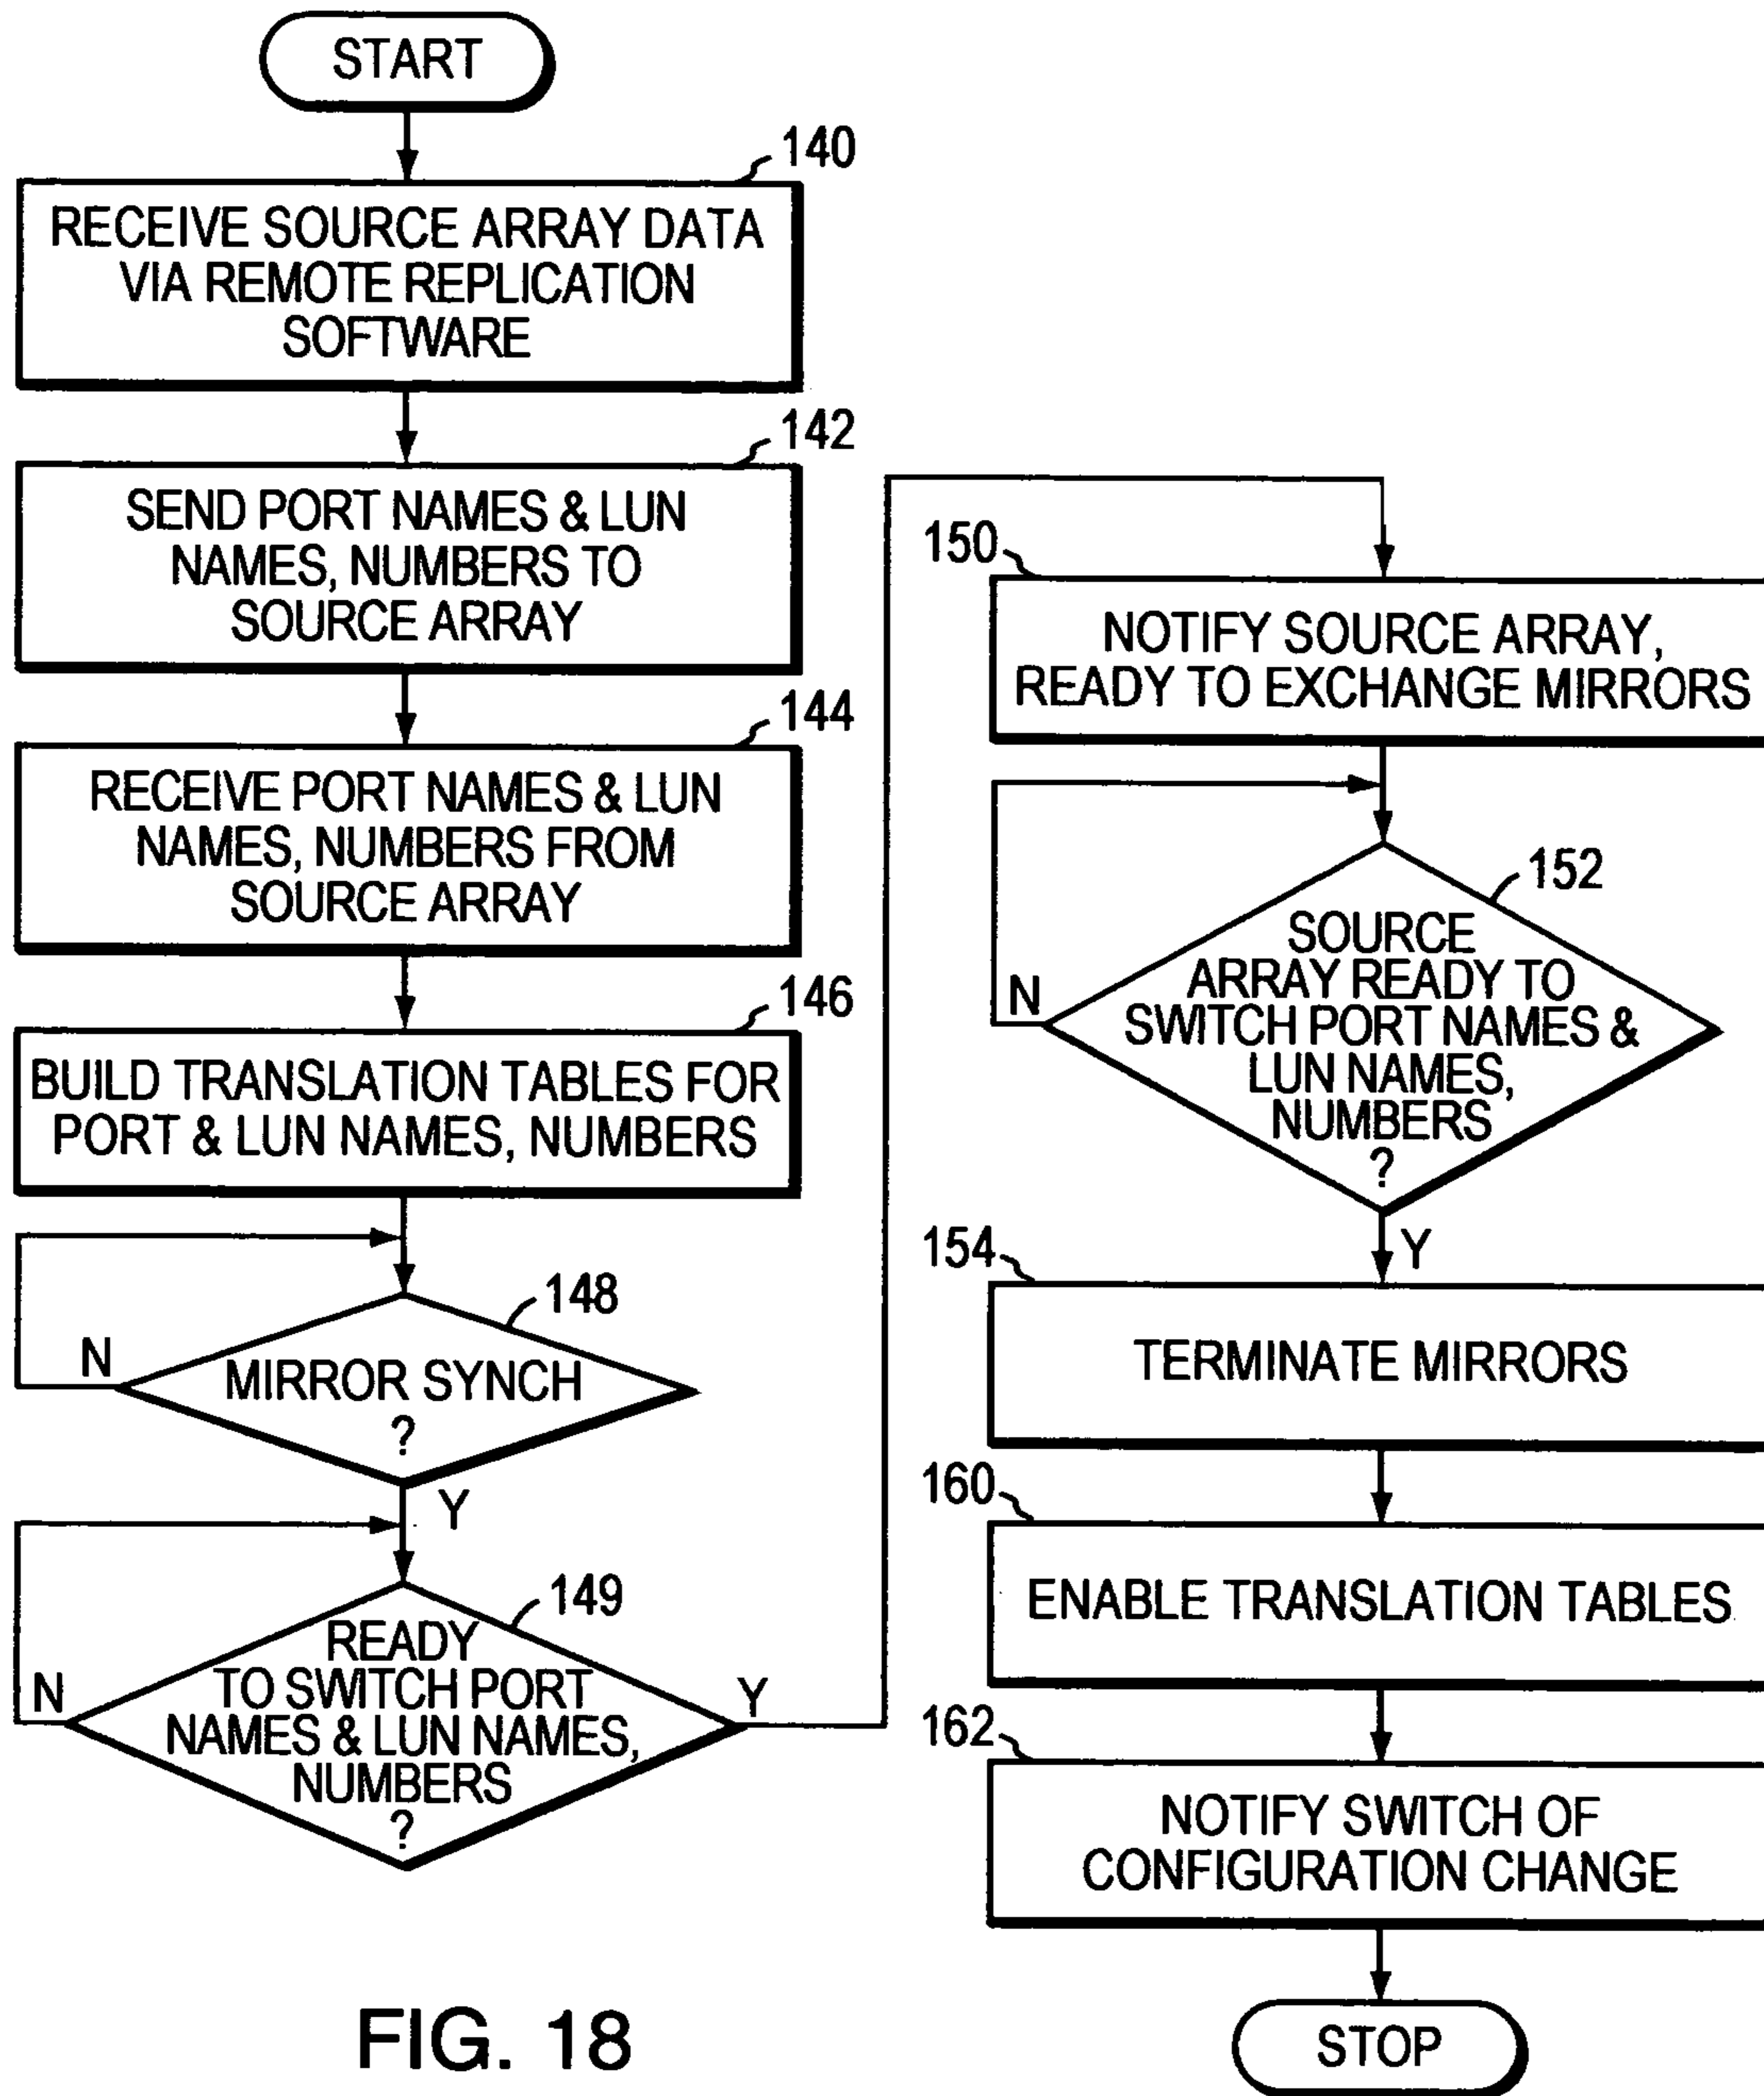 START
140
RECEIVE SOURCE ARRAY DATA
VIA REMOTE REPLICATION
SOFTWARE
142
SEND PORT NAMES & LUN
NAMES, NUMBERS TO
SOURCE ARRAY
144
RECEIVE PORT NAMES & LUN
NAMES, NUMBERS FROM
SOURCE ARRAY
146
BUILD TRANSLATION TABLES FOR
PORT & LUN NAMES, NUMBERS
148
N
MIRROR SYNCH
?
Y
149
READY
TO SWITCH PORT
NAMES & LUN NAMES,
NUMBERS
?
N
Y
150
NOTIFY SOURCE ARRAY,
READY TO EXCHANGE MIRRORS
152
SOURCE
ARRAY READY TO
SWITCH PORT NAMES &
LUN NAMES,
NUMBERS
?
N
Y
154
TERMINATE MIRRORS
160
ENABLE TRANSLATION TABLES
162
NOTIFY SWITCH OF
CONFIGURATION CHANGE
STOP
FIG. 18